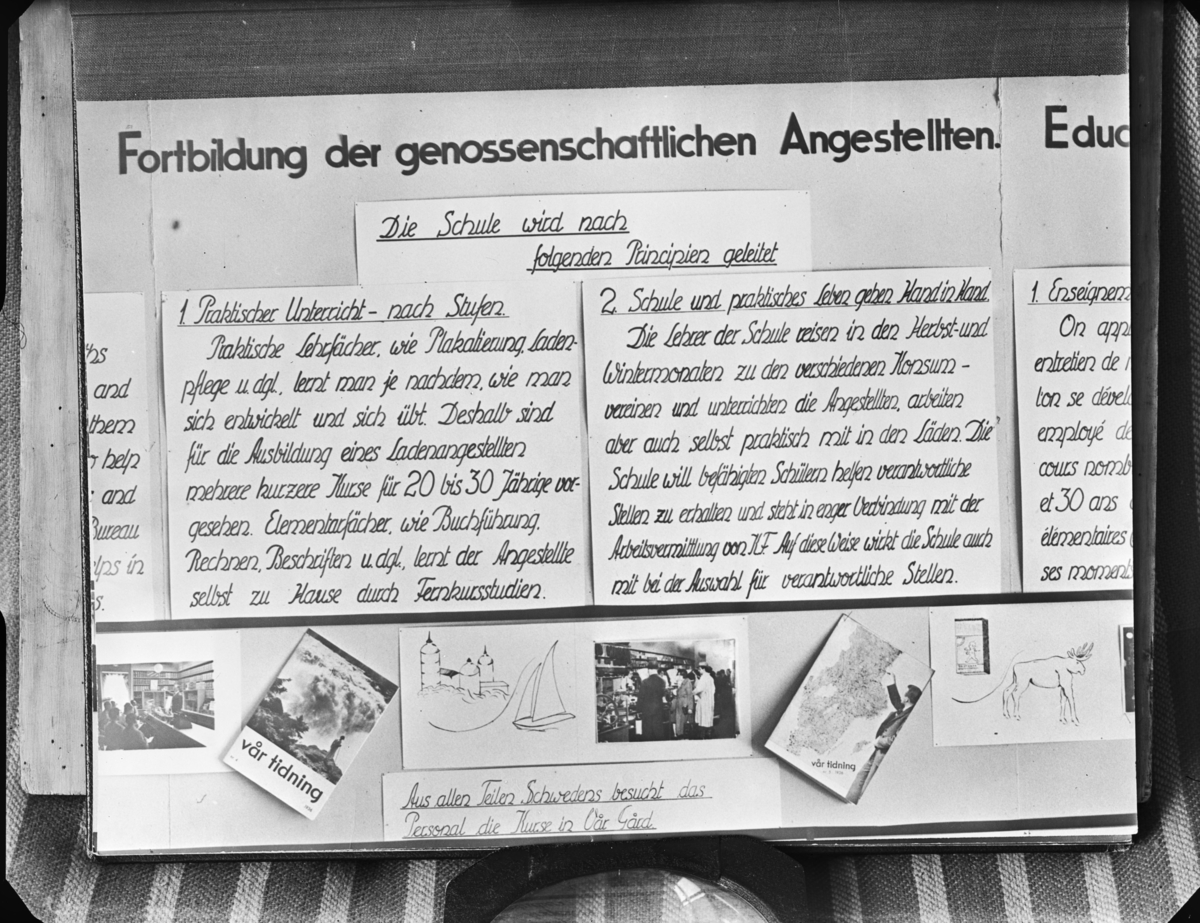 Fortbildung der genossenschaftlichen Angestellten.
Educ
Die Schule wird nach
folgenden Principien geleitet
and
them
help
and
Bureau
in
1. Praktischer Unterricht – nach Stufen.
Praktische Lehrfächer, wie Plakatierung, Laden-
pflege u. dgl., lernt man je nachdem, wie man
sich entwickelt und sich übt. Deshalb sind
für die Ausbildung eines Ladenangestellten
mehrere kurzere Kurse für 20 bis 30 Jährige vor-
gesehen. Elementarfächer, wie Buchführung,
Rechnen, Beschriften u. dgl., lernt der Angestellte
selbst zu Hause durch Fernkursstudien.
2. Schule und praktisches Leben gehen Hand in Hand.
Die Lehrer der Schule reisen in den Herbst- und
Wintermonaten zu den verschiedenen Konsum –
vereinen und unterrichten die Angestellten, arbeiten
aber auch selbst praktisch mit in den Läden. Die
Schule will befähigten Schülern helfen verantwortliche
Stellen zu erhalten und steht in enger Verbindung mit der
Arbeitsvermittlung von K.F. Auf diese Weise wirkt die Schule auch
mit bei der Auswahl für verantwortliche Stellen.
1. Enseignem
On app
entretien de
ton se dével
employé de
cours nomb
et 30 ans
élémentaires
ses moments
vår tidning
vår tidning
Aus allen Teilen Schwedens besucht das
Personal die Kurse in Vår Gård.